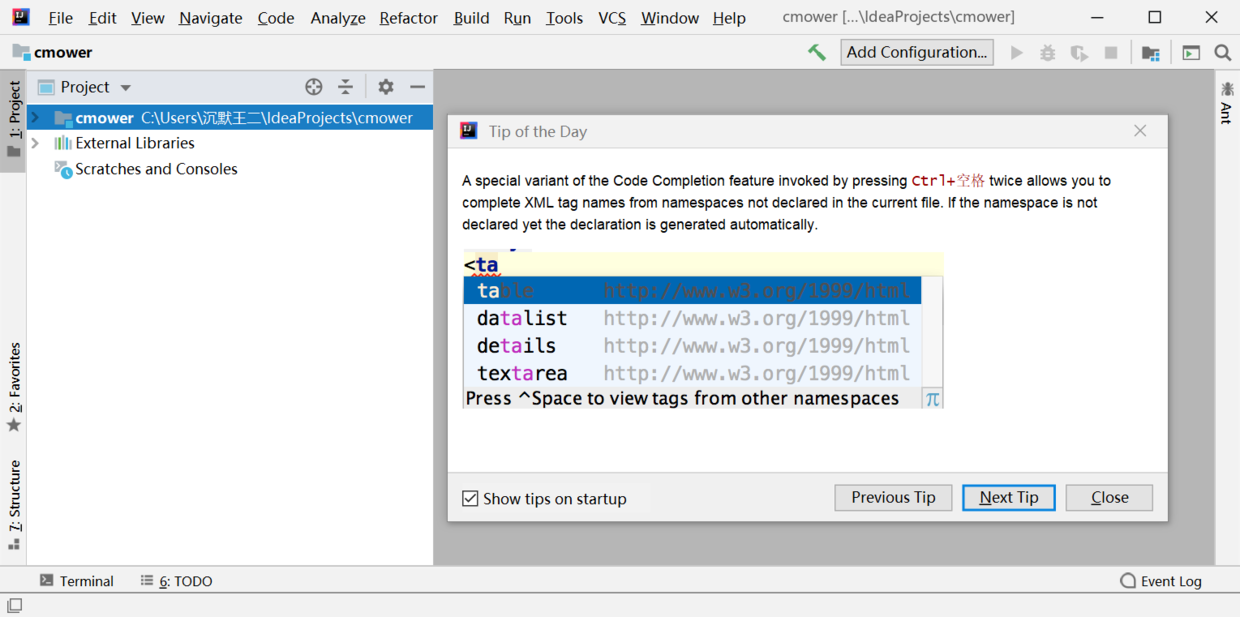 File Edit View Navigate Code Analyze Refactor Build Run Tools VCS Window Help cmower [...\IdeaProjects\cmower]
cmower
Add Configuration...
1: Project
Project
cmower C:\Users\沉默王二\IdeaProjects\cmower
External Libraries
Scratches and Consoles
2: Favorites
7: Structure
Ant
Tip of the Day
A special variant of the Code Completion feature invoked by pressing Ctrl+空格 twice allows you to
complete XML tag names from namespaces not declared in the current file. If the namespace is not
declared yet the declaration is generated automatically.
<ta
table http://www.w3.org/1999/html
datalist http://www.w3.org/1999/html
details http://www.w3.org/1999/html
textarea http://www.w3.org/1999/html
Press ^Space to view tags from other namespaces π
Show tips on startup
Previous Tip Next Tip Close
Terminal 6: TODO Event Log